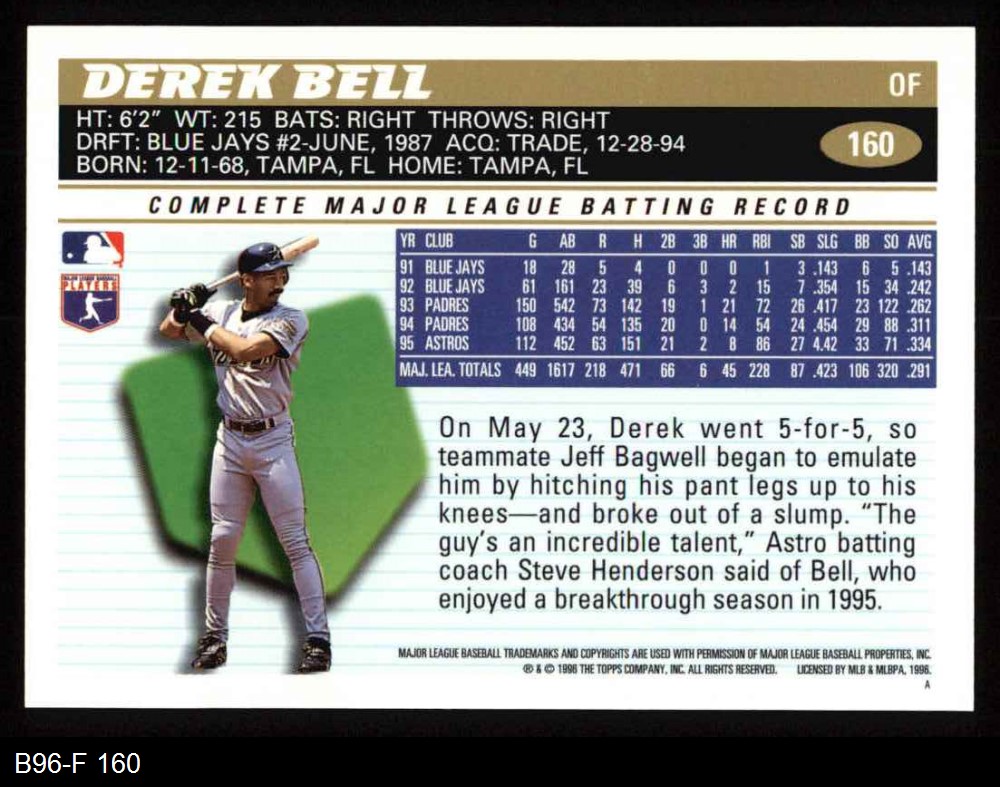 DEREK BELL OF
HT: 6'2" WT: 215 BATS: RIGHT THROWS: RIGHT
DRFT: BLUE JAYS #2-JUNE, 1987 ACQ: TRADE, 12-28-94
BORN: 12-11-68, TAMPA, FL HOME: TAMPA, FL
160
COMPLETE MAJOR LEAGUE BATTING RECORD
YR CLUB G AB R H 2B 3B HR RBI SB SLG BB SO AVG
91 BLUE JAYS 18 28 5 4 0 0 0 1 3 .143 6 5 .143
92 BLUE JAYS 61 161 23 39 6 3 2 15 7 .354 15 34 .242
93 PADRES 150 542 73 142 19 1 21 72 26 .417 23 122 .262
94 PADRES 108 434 54 135 20 0 14 54 24 .454 29 88 .311
95 ASTROS 112 452 63 151 21 2 8 86 27 4.42 33 71 .334
MAJ. LEA. TOTALS 449 1617 218 471 66 6 45 228 87 .423 106 320 .291
MAJOR LEAGUE BASEBALL
PLAYERS
On May 23, Derek went 5-for-5, so
teammate Jeff Bagwell began to emulate
him by hitching his pant legs up to his
knees—and broke out of a slump. “The
guy's an incredible talent,” Astro batting
coach Steve Henderson said of Bell, who
enjoyed a breakthrough season in 1995.
MAJOR LEAGUE BASEBALL TRADEMARKS AND COPYRIGHTS ARE USED WITH PERMISSION OF MAJOR LEAGUE BASEBALL PROPERTIES, INC.
® & © 1996 THE TOPPS COMPANY, INC. ALL RIGHTS RESERVED. LICENSED BY MLB & MLBPA, 1996.
A
B96-F 160